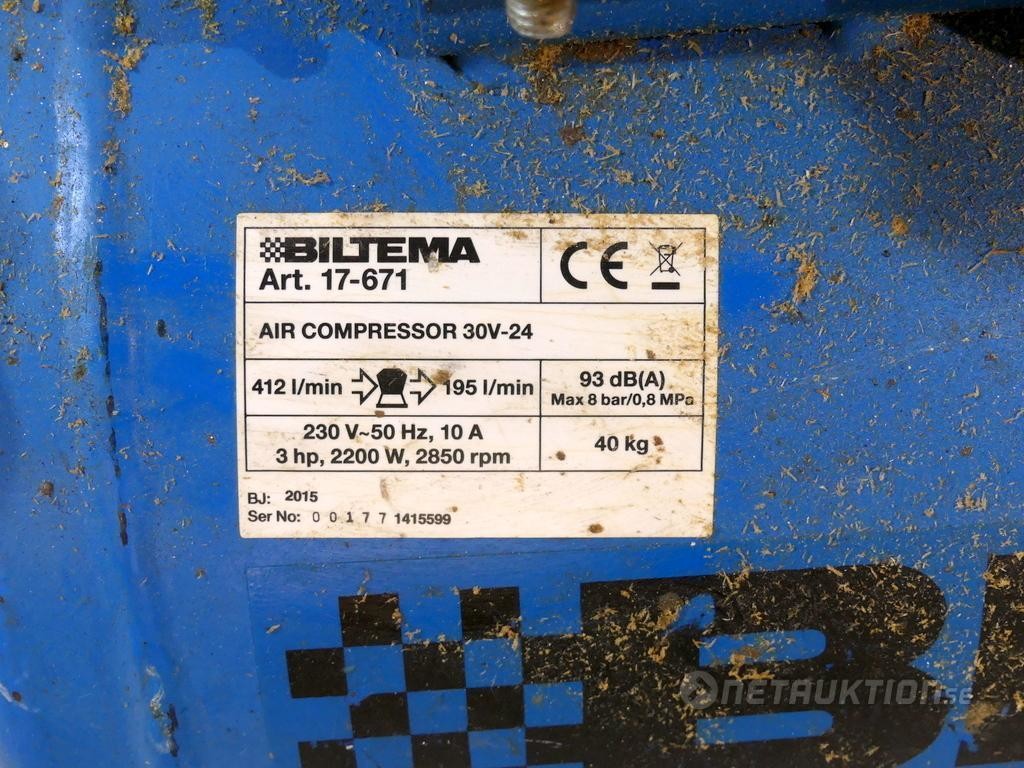 BILTEMA
Art. 17-671
CE
AIR COMPRESSOR 30V-24
412 l/min 195 l/min
93 dB(A)
Max 8 bar/0,8 MPa
230 V~50 Hz, 10 A
3 hp, 2200 W, 2850 rpm
40 kg
BJ: 2015
Ser No: 0 0 1 7 7 1415599
B
NETAUKTION.SE